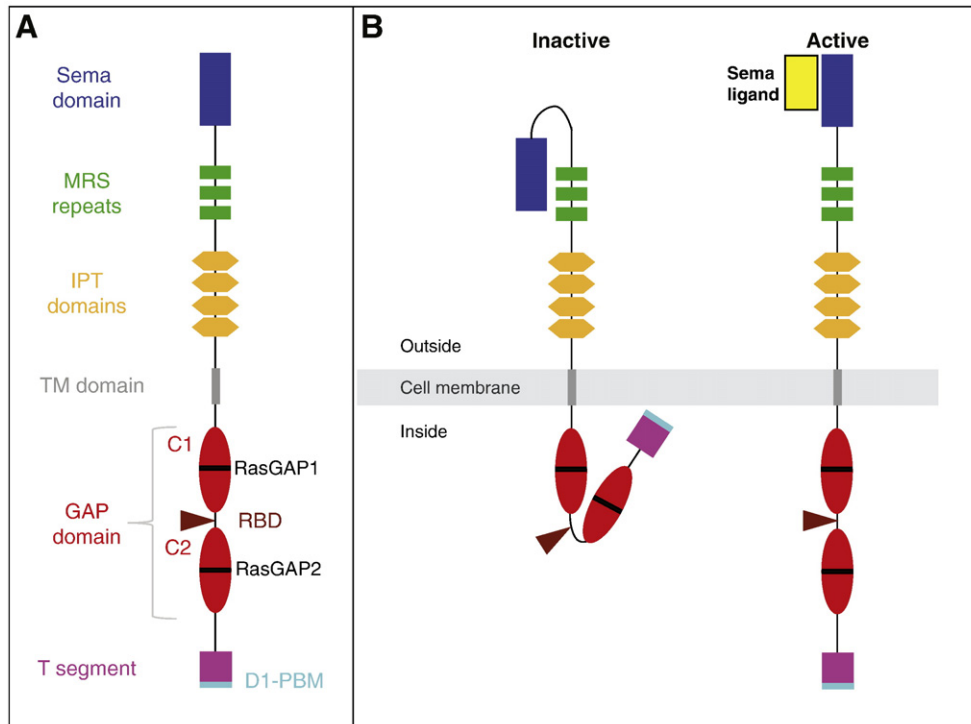 A
Sema
domain
MRS
repeats
IPT
domains
TM domain
C1
RasGAP1
GAP
domain
RBD
C2
RasGAP2
T segment
D1-PBM
B
Inactive
Active
Sema
ligand
Outside
Cell membrane
Inside